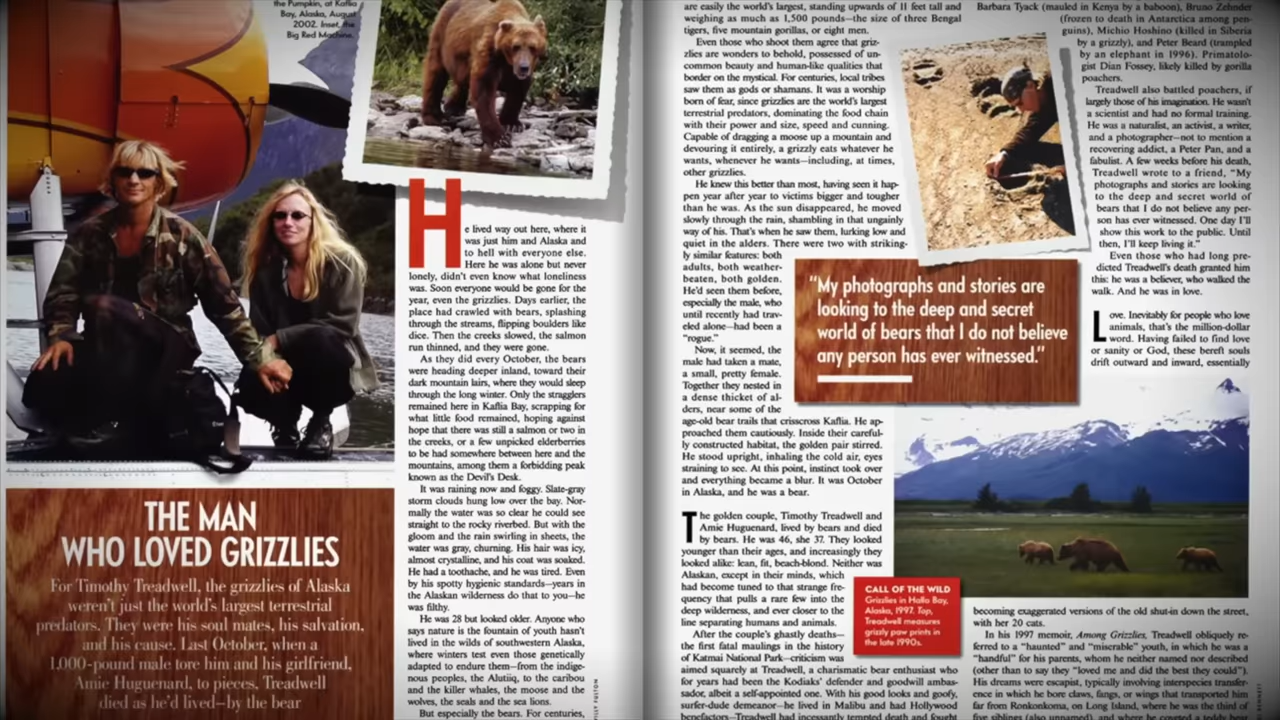 the Pumpkin, at Kaflia
Bay, Alaska, August
2002. Inset, the
Big Red Machine.
THE MAN
WHO LOVED GRIZZLIES
For Timothy Treadwell, the grizzlies of Alaska
weren't just the world's largest terrestrial
predators. They were his soul mates, his salvation,
and his cause. Last October, when a
1,000-pound male tore him and his girlfriend,
Amie Huguenard, to pieces, Treadwell
died as he'd lived—by the bear
He lived way out here, where it
was just him and Alaska and
to hell with everyone else.
Here he was alone but never
lonely, didn't even know what loneliness
was. Soon everyone would be gone for the
year, even the grizzlies. Days earlier, the
place had crawled with bears, splashing
through the streams, flipping boulders like
dice. Then the creeks slowed, the salmon
run thinned, and they were gone.
As they did every October, the bears
were heading deeper inland, toward their
dark mountain lairs, where they would sleep
through the long winter. Only the stragglers
remained here in Kaflia Bay, scrapping for
what little food remained, hoping against
hope that there was still a salmon or two in
the creeks, or a few unpicked elderberries
to be had somewhere between here and the
mountains, among them a forbidding peak
known as the Devil's Desk.
It was raining now and foggy. Slate-gray
storm clouds hung low over the bay. Nor-
mally the water was so clear he could see
straight to the rocky riverbed. But with the
gloom and the rain swirling in sheets, the
water was gray, churning. His hair was icy,
almost crystalline, and his coat was soaked.
He had a toothache, and he was tired. Even
by his spotty hygienic standards—years in
the Alaskan wilderness do that to you—he
was filthy.
He was 28 but looked older. Anyone who
says nature is the fountain of youth hasn't
lived in the wilds of southwestern Alaska,
where winters test even those genetically
adapted to endure them—from the indige-
nous peoples, the Alutiiq, to the caribou
and the killer whales, the moose and the
wolves, the seals and the sea lions.
But especially the bears. For centuries,
are easily the world's largest, standing upwards of 11 feet tall and
weighing as much as 1,500 pounds—the size of three Bengal
tigers, five mountain gorillas, or eight men.
Even those who shoot them agree that griz-
zlies are wonders to behold, possessed of un-
common beauty and human-like qualities that
border on the mystical. For centuries, local tribes
saw them as gods or shamans. It was a worship
born of fear, since grizzlies are the world's largest
terrestrial predators, dominating the food chain
with their power and size, speed and cunning.
Capable of dragging a moose up a mountain and
devouring it entirely, a grizzly eats whatever he
wants, whenever he wants—including, at times,
other grizzlies.
He knew this better than most, having seen it hap-
pen year after year to victims bigger and tougher
than he was. As the sun disappeared, he moved
slowly through the rain, shambling in that ungainly
way of his. That's when he saw them, lurking low and
quiet in the alders. There were two with striking-
ly similar features: both
adults, both weather-
beaten, both golden.
He'd seen them before,
especially the male, who
until recently had trav-
eled alone—had been a
"rogue."
Now, it seemed, the
male had taken a mate,
a small, pretty female.
Together they nested in
a dense thicket of al-
ders, near some of the
age-old bear trails that crisscross Kaflia. He ap-
proached them cautiously. Inside their careful-
ly constructed habitat, the golden pair stirred.
He stood upright, inhaling the cold air, eyes
straining to see. At this point, instinct took over
and everything became a blur. It was October
in Alaska, and he was a bear.
The golden couple, Timothy Treadwell and
Amie Huguenard, lived by bears and died
by bears. He was 46, she 37. They looked
younger than their ages, and increasingly they
looked alike: lean, fit, beach-blond. Neither was
Alaskan, except in their minds, which
had become tuned to that strange fre-
quency that pulls a rare few into the
deep wilderness, and ever closer to the
line separating humans and animals.
After the couple's ghastly deaths—
the first fatal maulings in the history
of Katmai National Park—criticism was
aimed squarely at Treadwell, a charismatic bear enthusiast who
for years had been the Kodiaks' defender and goodwill ambas-
sador, albeit a self-appointed one. With his good looks and goofy,
surfer-dude demeanor—he lived in Malibu and had Hollywood
benefactors—Treadwell had incessantly tempted death and fought
"My photographs and stories are
looking to the deep and secret
world of bears that I do not believe
any person has ever witnessed."
CALL OF THE WILD
Grizzlies in Hallo Bay,
Alaska, 1997. Top,
Treadwell measures
grizzly paw prints in
the late 1990s.
Barbara Tyack (mauled in Kenya by a baboon), Bruno Zehnder
(frozen to death in Antarctica among pen-
guins), Michio Hoshino (killed in Siberia
by a grizzly), and Peter Beard (trampled
by an elephant in 1996). Primatolo-
gist Dian Fossey, likely killed by gorilla
poachers.
Treadwell also battled poachers, if
largely those of his imagination. He wasn't
a scientist and had no formal training.
He was a naturalist, an activist, a writer,
and a photographer—not to mention a
recovering addict, a Peter Pan, and a
fabulist. A few weeks before his death,
Treadwell wrote to a friend, "My
photographs and stories are looking
to the deep and secret world of
bears that I do not believe any per-
son has ever witnessed. One day I'll
show this work to the public. Until
then, I'll keep living it."
Even those who had long pre-
dicted Treadwell's death granted him
this: he was a believer, who walked the
walk. And he was in love.
Love. Inevitably for people who love
animals, that's the million-dollar
word. Having failed to find love
or sanity or God, these bereft souls
drift outward and inward, essentially
becoming exaggerated versions of the old shut-in down the street,
with her 20 cats.
In his 1997 memoir, Among Grizzlies, Treadwell obliquely re-
ferred to a "haunted" and "miserable" youth, in which he was a
"handful" for his parents, whom he neither named nor described
(other than to say they "loved me and did the best they could").
His dreams were escapist, typically involving interspecies transfer-
ence in which he bore claws, fangs, or wings that transported him
far from Ronkonkoma, on Long Island, where he was the third of